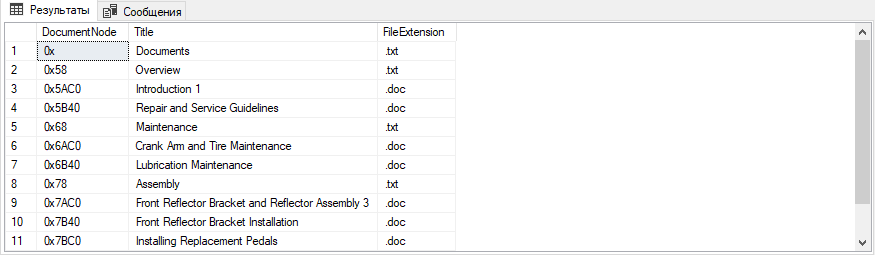 Результаты Сообщения
DocumentNode Title FileExtension
1 0x Documents .txt
2 0x58 Overview .txt
3 0x5AC0 Introduction 1 .doc
4 0x5B40 Repair and Service Guidelines .doc
5 0x68 Maintenance .txt
6 0x6AC0 Crank Arm and Tire Maintenance .doc
7 0x6B40 Lubrication Maintenance .doc
8 0x78 Assembly .txt
9 0x7AC0 Front Reflector Bracket and Reflector Assembly 3 .doc
10 0x7B40 Front Reflector Bracket Installation .doc
11 0x7BC0 Installing Replacement Pedals .doc